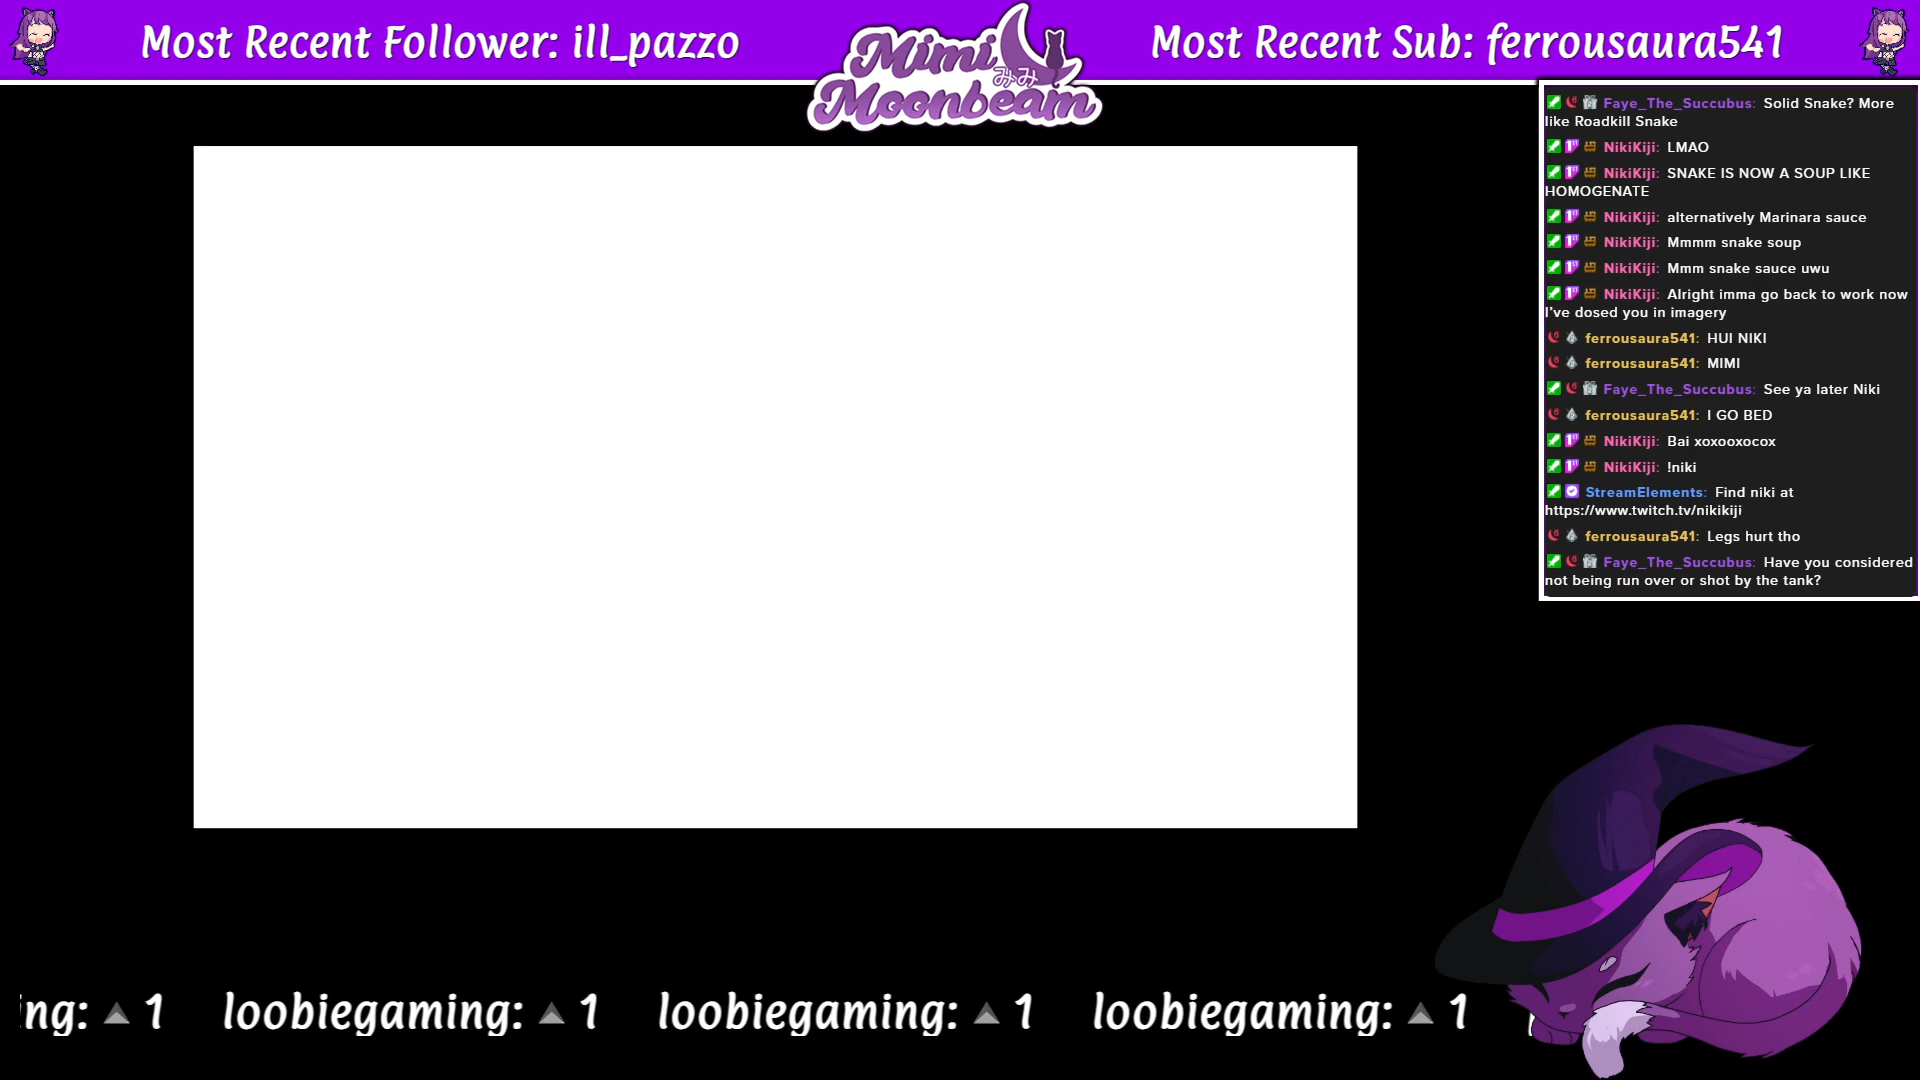 Most Recent Follower: ill_pazzo
Mimi
みみ
Moonbeam
Most Recent Sub: ferrousaura541
Faye_The_Succubus: Solid Snake? More
like Roadkill Snake
NikiKiji: LMAO
NikiKiji: SNAKE IS NOW A SOUP LIKE
HOMOGENATE
NikiKiji: alternatively Marinara sauce
NikiKiji: Mmmm snake soup
NikiKiji: Mmm snake sauce uwu
NikiKiji: Alright imma go back to work now
I've dosed you in imagery
ferrousaura541: HUI NIKI
ferrousaura541: MIMI
Faye_The_Succubus: See ya later Niki
ferrousaura541: I GO BED
NikiKiji: Bai xoxooxocox
NikiKiji: !niki
StreamElements: Find niki at
https://www.twitch.tv/nikikiji
ferrousaura541: Legs hurt tho
Faye_The_Succubus: Have you considered
not being run over or shot by the tank?
ing: 1 loobiegaming: 1 loobiegaming: 1 loobiegaming: 1